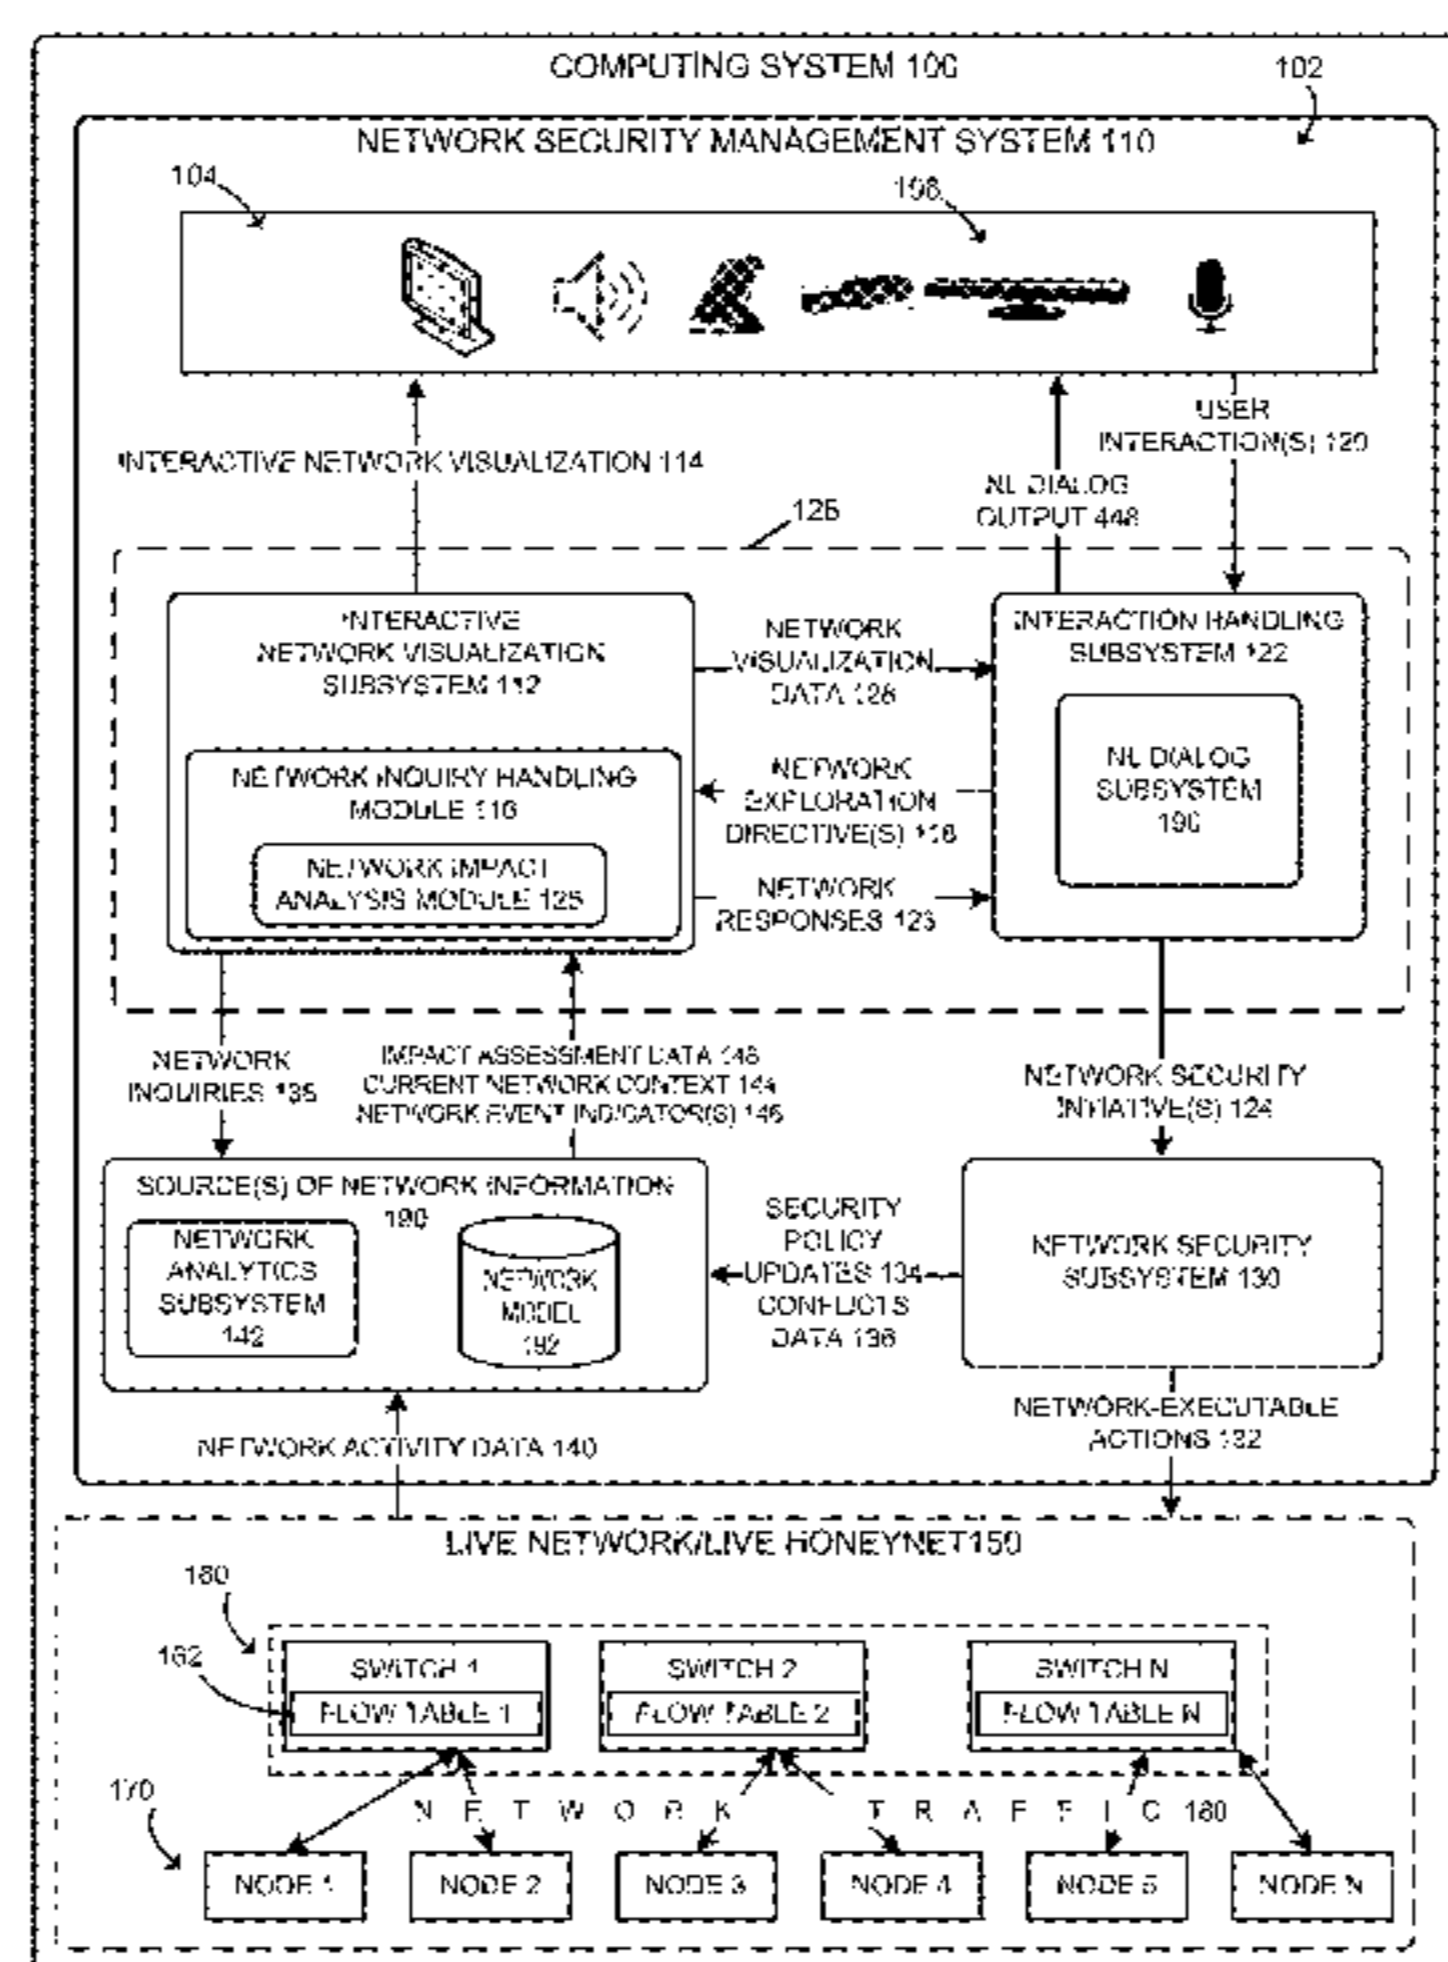 COMPUTING SYSTEM 100
102
NETWORK SECURITY MANAGEMENT SYSTEM 110
104
108
USER
INTERACTION(S) 120
INTERACTIVE NETWORK VISUALIZATION 114
NL DIALOG
OUTPUT 448
126
INTERACTIVE
NETWORK VISUALIZATION
SUBSYSTEM 112
NETWORK
VISUALIZATION
DATA 128
INTERACTION HANDLING
SUBSYSTEM 122
NETWORK INQUIRY HANDLING
MODULE 116
NETWORK
EXPLORATION
DIRECTIVE(S) 118
NL DIALOG
SUBSYSTEM
190
NETWORK IMPACT
ANALYSIS MODULE 125
NETWORK
RESPONSES 123
NETWORK
INQUIRIES 138
IMPACT ASSESSMENT DATA 148
CURRENT NETWORK CONTEXT 144
NETWORK EVENT INDICATOR(S) 146
NETWORK SECURITY
INITIATIVE(S) 124
SOURCE(S) OF NETWORK INFORMATION
190
NETWORK
ANALYTICS
SUBSYSTEM
142
NETWORK
MODEL
192
SECURITY
POLICY
UPDATES 134
CONFLICTS
DATA 136
NETWORK SECURITY
SUBSYSTEM 130
NETWORK ACTIVITY DATA 140
NETWORK-EXECUTABLE
ACTIONS 132
LIVE NETWORK/LIVE HONEYNET150
160
162
SWITCH 1
FLOW TABLE 1
SWITCH 2
FLOW TABLE 2
SWITCH N
FLOW TABLE N
170
NETWORK TRAFFIC 180
NODE 1
NODE 2
NODE 3
NODE 4
NODE 5
NODE N